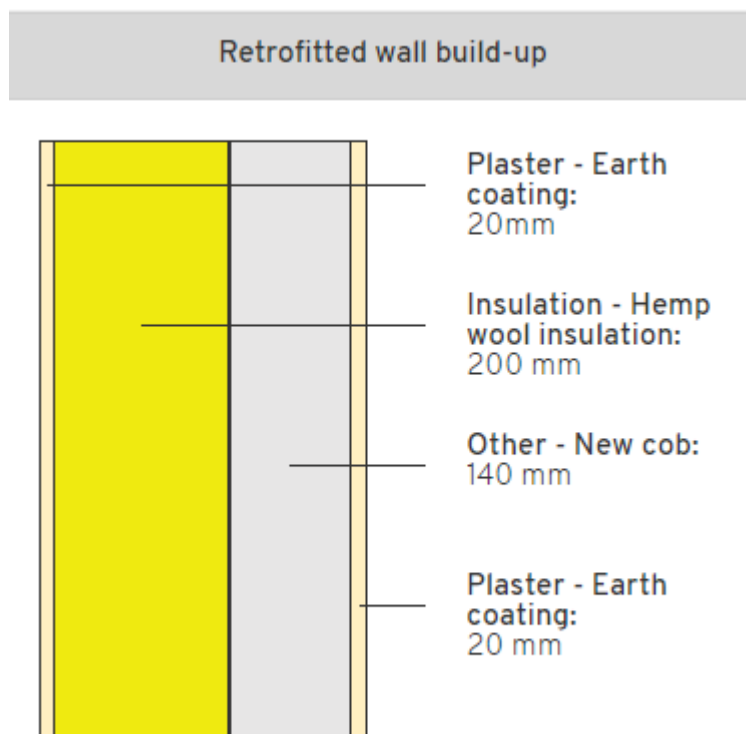 Retrofitted wall build-up
Plaster - Earth
coating:
20mm
Insulation - Hemp
wool insulation:
200 mm
Other - New cob:
140 mm
Plaster - Earth
coating:
20 mm